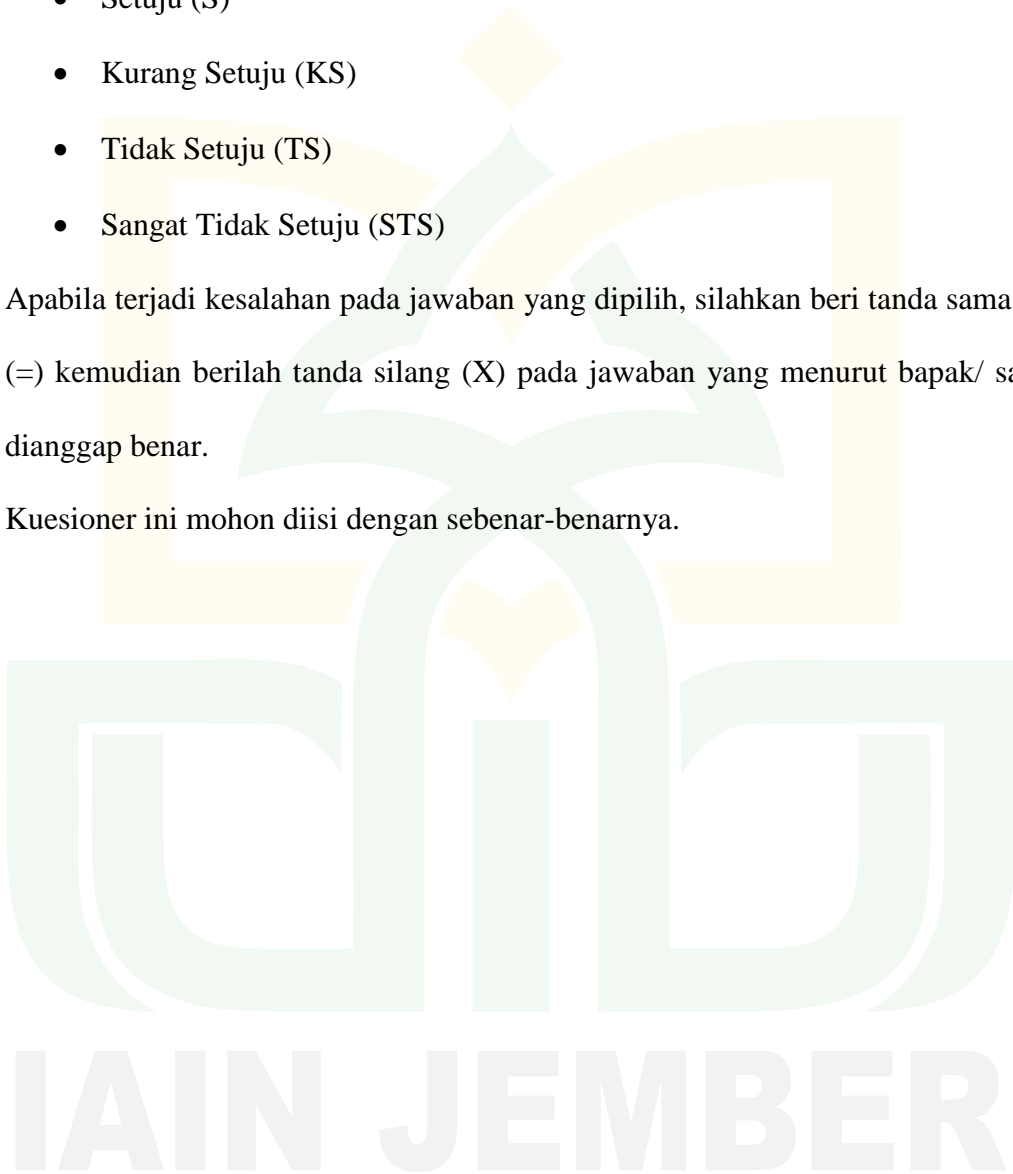 • Setuju (S)
• Kurang Setuju (KS)
• Tidak Setuju (TS)
• Sangat Tidak Setuju (STS)
Apabila terjadi kesalahan pada jawaban yang dipilih, silahkan beri tanda sama
(=) kemudian berilah tanda silang (X) pada jawaban yang menurut bapak/
dianggap benar.
Kuesioner ini mohon diisi dengan sebenar-benarnya.
IAIN JEMBER